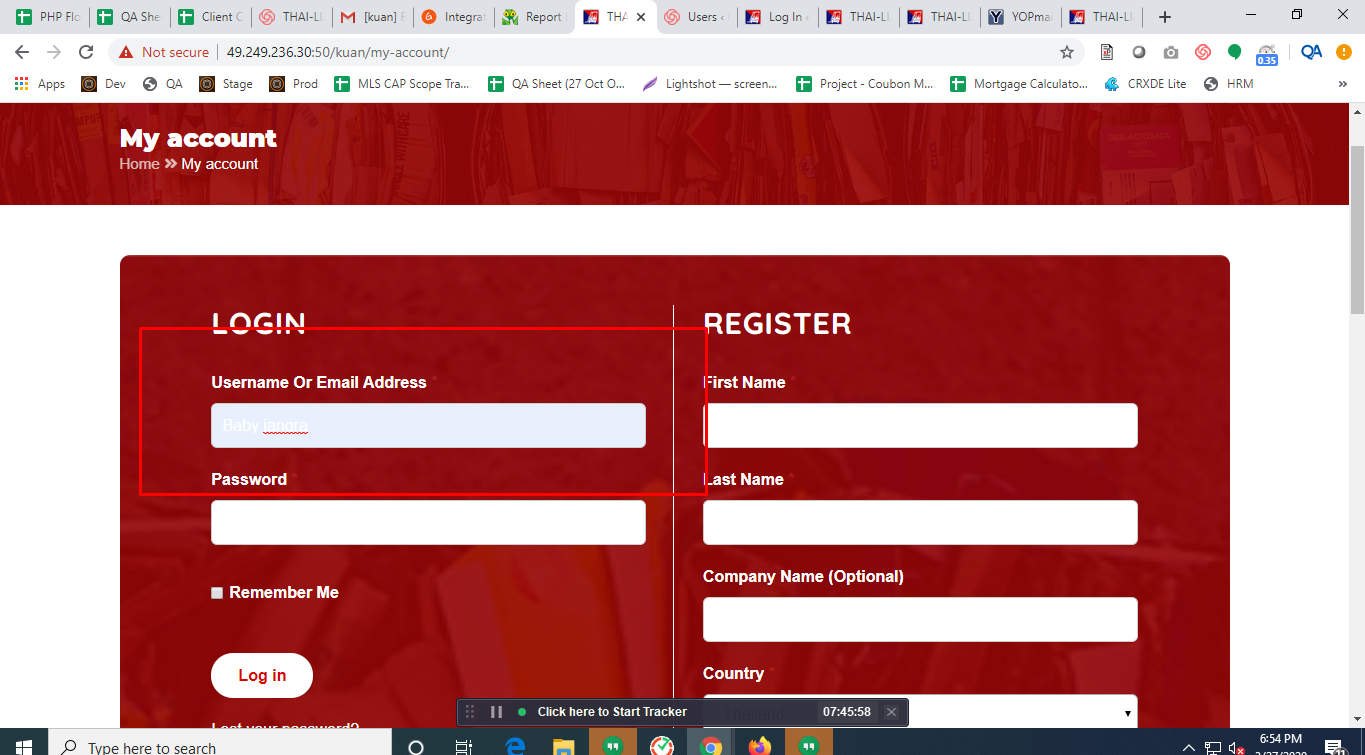 PHP Flo
QA She
Client C
THAI-LI
[kuan] F
Integrat
Report
THA
Users ‹
Log In ‹
THAI-LI
THAI-LI
YOPmai
THAI-LI
Not secure
49.249.236.30:50/kuan/my-account/
0.35
QA
Apps
Dev
QA
Stage
Prod
MLS CAP Scope Tra...
QA Sheet (27 Oct O...
Lightshot — screen...
Project - Coubon M...
Mortgage Calculato...
CRXDE Lite
HRM
»
My account
Home » My account
LOGIN
REGISTER
Username Or Email Address *
First Name *
Baby jangra
Password *
Last Name *
Company Name (Optional)
Remember Me
Country *
Log in
Thailand
Click here to Start Tracker
07:45:58
Lost your password?
Type here to search
6:54 PM
2/27/2020
11